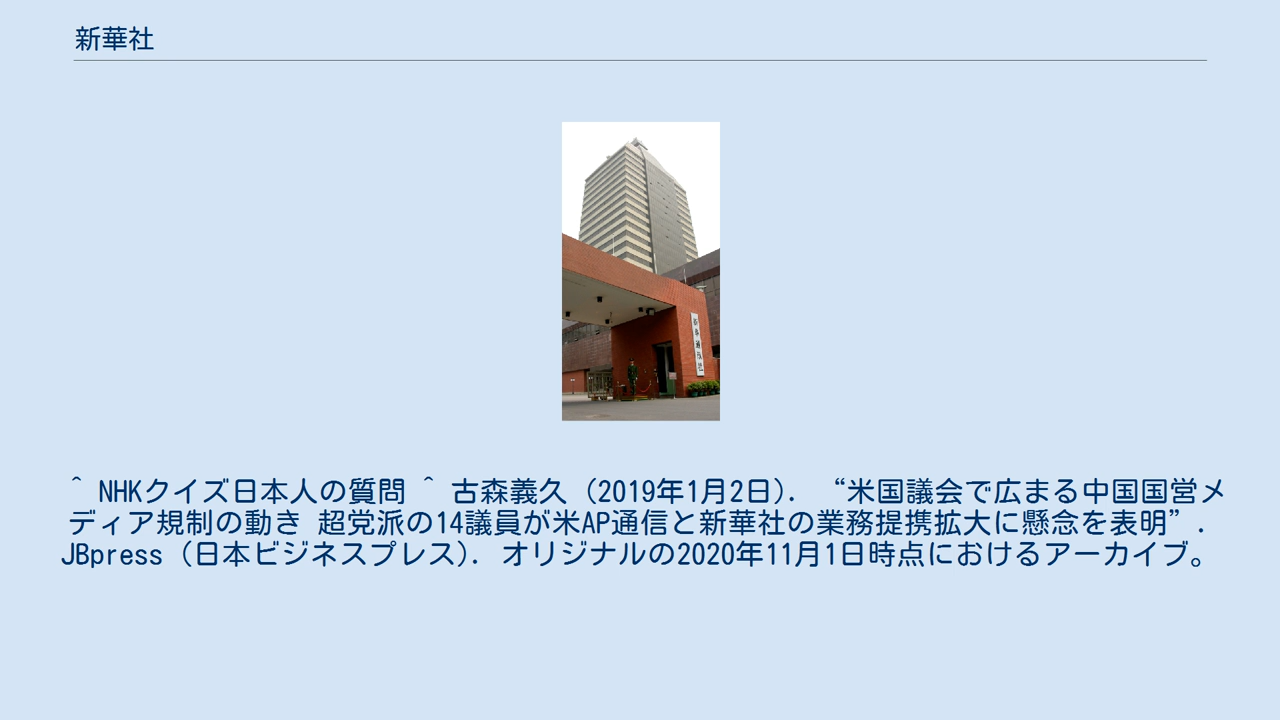 新華社
^ NHKクイズ日本人の質問 ^ 古森義久 (2019年1月2日). “米国議会で広まる中国国営メ
ディア規制の動き 超党派の14議員が米AP通信と新華社の業務提携拡大に懸念を表明”.
JBpress (日本ビジネスプレス). オリジナルの2020年11月1日時点におけるアーカイブ。